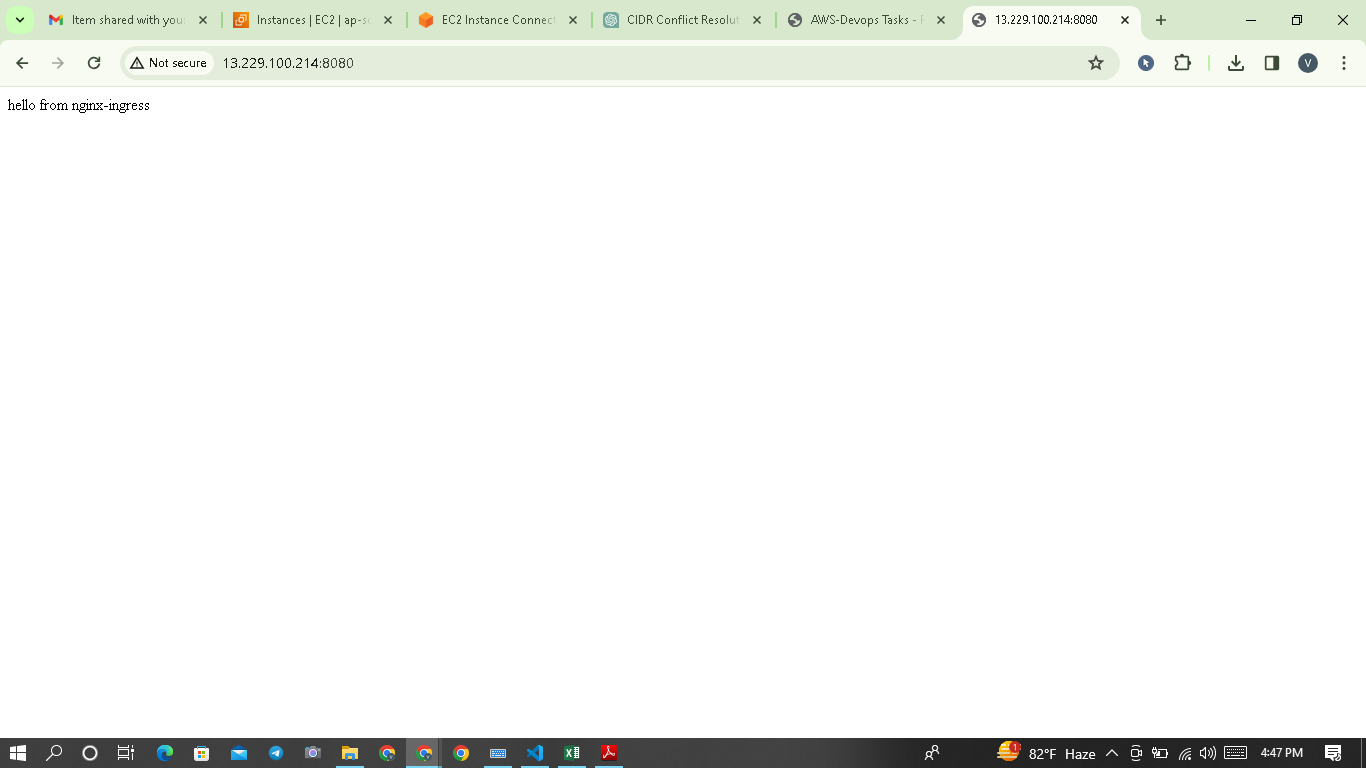 Item shared with you:
Instances | EC2 | ap-so
EC2 Instance Connect
CIDR Conflict Resolut
AWS-Devops Tasks -
13.229.100.214:8080
Not secure
13.229.100.214:8080
V
hello from nginx-ingress
1
82°F Haze
4:47 PM